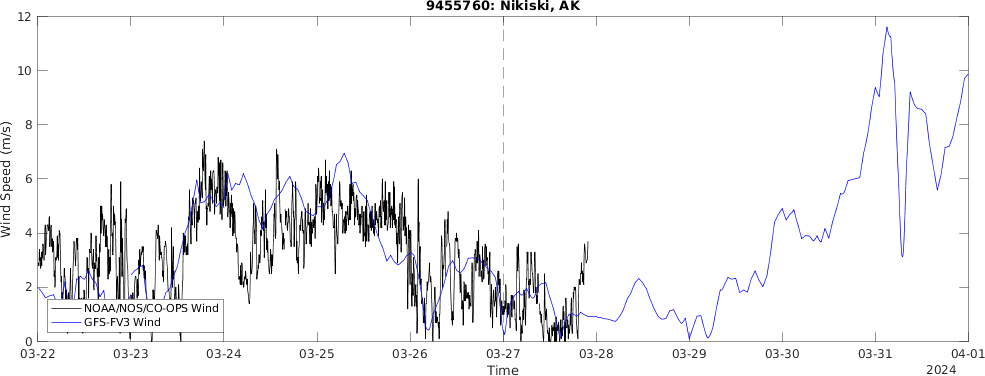 9455760: Nikiski, AK
12
10
8
6
4
2
0
Wind Speed (m/s)
NOAA/NOS/CO-OPS Wind
GFS-FV3 Wind
03-22 03-23 03-24 03-25 03-26 03-27 03-28 03-29 03-30 03-31 04-01
Time
2024